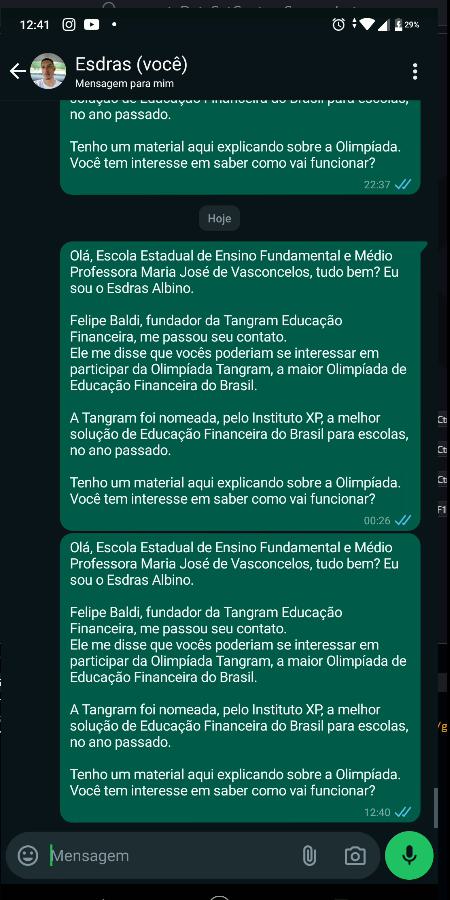 12:41
29%
Esdras (você)
Mensagem para mim
solução de Educação Financeira do Brasil para escolas,
no ano passado.
Tenho um material aqui explicando sobre a Olimpíada.
Você tem interesse em saber como vai funcionar?
22:37
Hoje
Olá, Escola Estadual de Ensino Fundamental e Médio
Professora Maria José de Vasconcelos, tudo bem? Eu
sou o Esdras Albino.
Felipe Baldi, fundador da Tangram Educação
Financeira, me passou seu contato.
Ele me disse que vocês poderiam se interessar em
participar da Olimpíada Tangram, a maior Olimpíada de
Educação Financeira do Brasil.
A Tangram foi nomeada, pelo Instituto XP, a melhor
solução de Educação Financeira do Brasil para escolas,
no ano passado.
Tenho um material aqui explicando sobre a Olimpíada.
Você tem interesse em saber como vai funcionar?
00:26
Olá, Escola Estadual de Ensino Fundamental e Médio
Professora Maria José de Vasconcelos, tudo bem? Eu
sou o Esdras Albino.
Felipe Baldi, fundador da Tangram Educação
Financeira, me passou seu contato.
Ele me disse que vocês poderiam se interessar em
participar da Olimpíada Tangram, a maior Olimpíada de
Educação Financeira do Brasil.
A Tangram foi nomeada, pelo Instituto XP, a melhor
solução de Educação Financeira do Brasil para escolas,
no ano passado.
Tenho um material aqui explicando sobre a Olimpíada.
Você tem interesse em saber como vai funcionar?
12:40
Mensagem